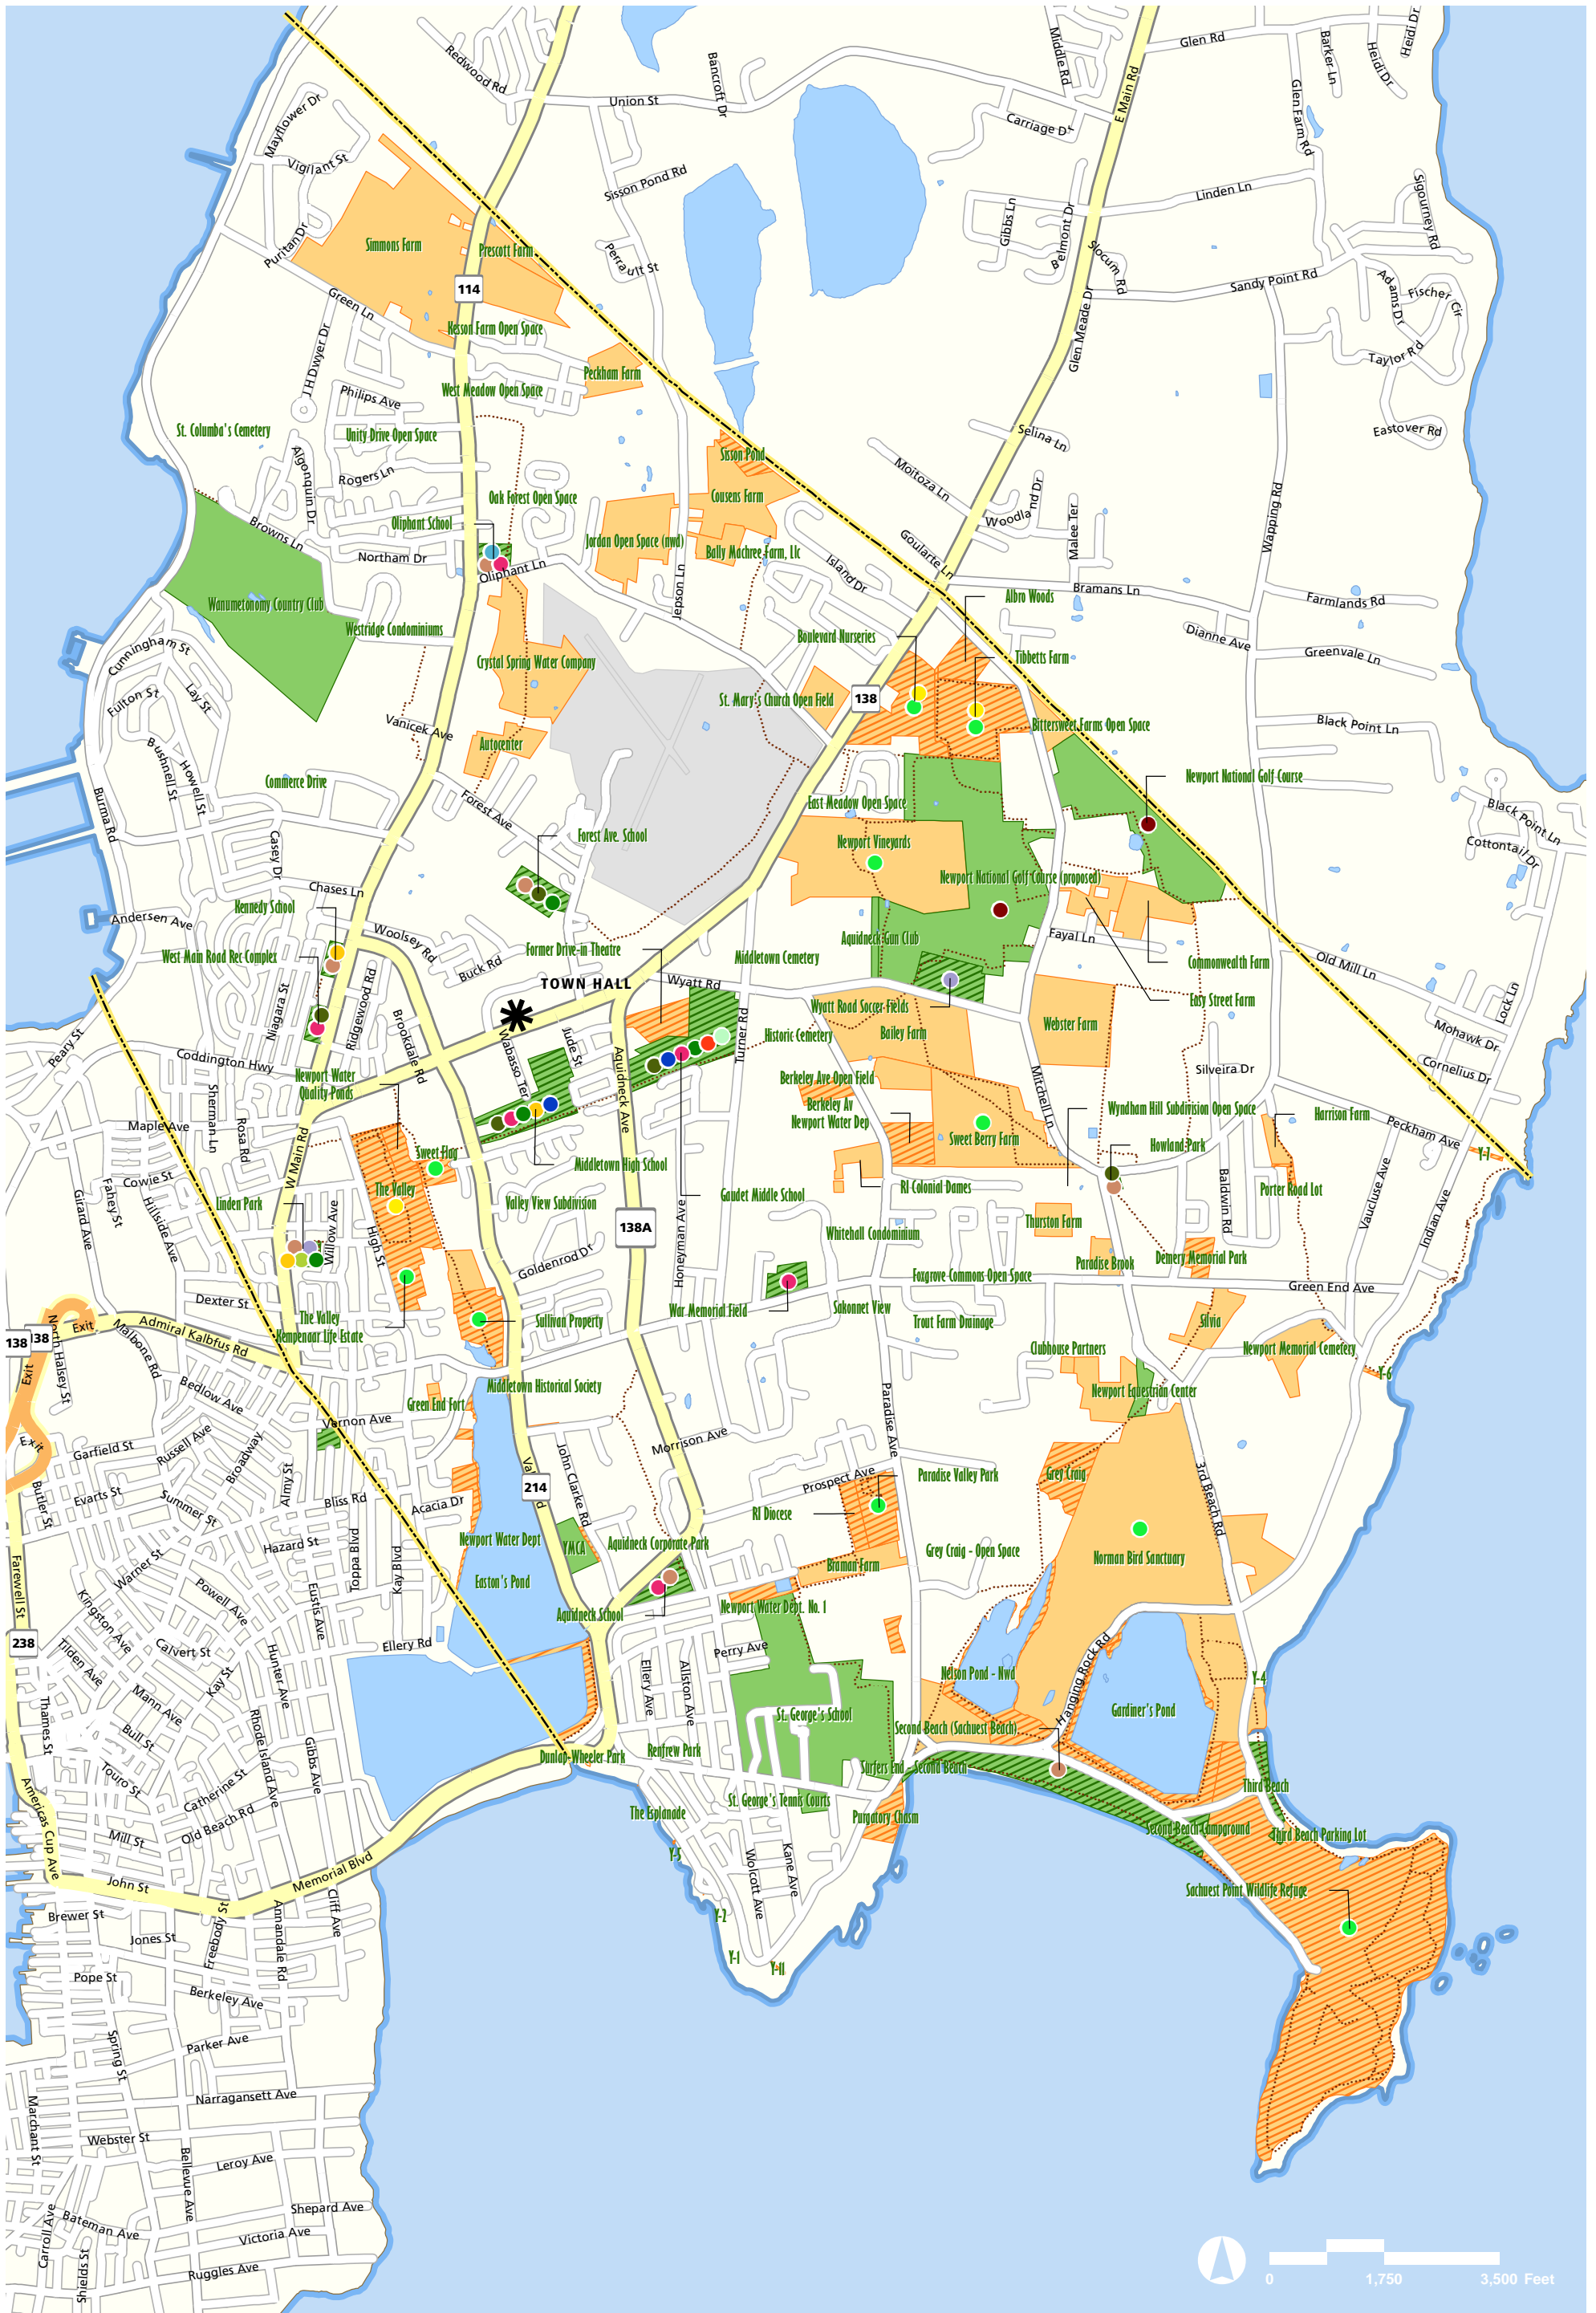 Redwood Rd
Union St
Bancroft Dr
Middle Rd
E Main Rd
Glen Rd
Barker Ln
Heidi Dr
Heidi Dr
Glen Farm Rd
Carriage Dr
Mayflower Dr
Vigilant St
Sisson Pond Rd
Linden Ln
Sigourney Rd
Gibbs Ln
Belmont Dr
Slocum Rd
Puritan Dr
Simmons Farm
Prescott Farm
Perrault St
Sandy Point Rd
Adams Dr
Fischer Cir
114
Green Ln
Kesson Farm Open Space
Glen Meade Dr
J H Dwyer Dr
Peckham Farm
Taylor Rd
Philips Ave
West Meadow Open Space
St. Columba's Cemetery
Unity Drive Open Space
Selina Ln
Eastover Rd
Algonquin Dr
Rogers Ln
Sisson Pond
Moitoza Ln
Oak Forest Open Space
Cousens Farm
Woodland Dr
Wapping Rd
Browns Ln
Oliphant School
Jordan Open Space (nwd)
Bally Machree Farm, Llc
Malee Ter
Northam Dr
Oliphant Ln
Island Dr
Goularte Ln
Jepson Ln
Bramans Ln
Albro Woods
Farmlands Rd
Wanumetonomy Country Club
Westridge Condominiums
Boulevard Nurseries
Dianne Ave
Greenvale Ln
Cunningham St
Crystal Spring Water Company
Tibbetts Farm
Fulton St
Lay St
St. Mary's Church Open Field
138
Vanicek Ave
Bittersweet Farms Open Space
Black Point Ln
Autocenter
Bushnell St
Howell St
Commerce Drive
Newport National Golf Course
Burma Rd
Forest Ave
East Meadow Open Space
Black Point Ln
Forest Ave. School
Newport Vineyards
Cottontail Dr
Casey Dr
Newport National Golf Course (proposed)
Chases Ln
Kennedy School
Andersen Ave
Woolsey Rd
Aquidneck Gun Club
Fayal Ln
West Main Road Rec Complex
Buck Rd
Former Drive-in Theatre
Middletown Cemetery
Commonwealth Farm
Old Mill Ln
TOWN HALL
Wyatt Rd
Niagara St
Ridgewood Rd
Wyatt Road Soccer Fields
Easy Street Farm
Lock Ln
Brookdale Rd
Webster Farm
Peary St
Wabasso Ter
Jude St
Turner Rd
Historic Cemetery
Bailey Farm
Mohawk Dr
Coddington Hwy
Aquidneck Ave
Cornelius Dr
Newport Water
Quality Ponds
Berkeley Ave Open Field
Silveira Dr
Sherman Ln
Mitchell Ln
Berkeley Av
Newport Water Dep
Wyndham Hill Subdivision Open Space
Harrison Farm
Maple Ave
Rosa Rd
Peckham Ave
Sweet Berry Farm
Howland Park
W Main Rd
Sweet Flag
Y-7
Middletown High School
Cowie St
The Valley
Girard Ave
Fahey St
Hillside Ave
Linden Park
Valley View Subdivision
Gaudet Middle School
RI Colonial Dames
Baldwin Rd
Porter Road Lot
Vaucluse Ave
Indian Ave
Willow Ave
High St
138A
Whitehall Condominium
Thurston Farm
Goldenrod Dr
Honeyman Ave
Paradise Brook
Demery Memorial Park
Foxgrove Commons Open Space
Green End Ave
Dexter St
The Valley
Kempenaar Life Estate
Sullivan Property
War Memorial Field
Sakonnet View
Trout Farm Drainage
Silvia
138
138
Exit
North Halsey St
Malbone Rd
Admiral Kalbfus Rd
Exit
Clubhouse Partners
Newport Memorial Cemetery
Y-6
Bedlow Ave
Middletown Historical Society
Newport Equestrian Center
Green End Fort
Vernon Ave
Exit
Garfield St
Russell Ave
Broadway
Morrison Ave
Paradise Ave
John Clarke Rd
Prospect Ave
Paradise Valley Park
Grey Craig
3rd Beach Rd
Butler St
Evarts St
Almy St
Bliss Rd
Acacia Dr
214
Summer St
RI Diocese
Hazard St
Topped Blvd
Kay Blvd
Newport Water Dept
YMCA
Aquidneck Corporate Park
Grey Craig - Open Space
Norman Bird Sanctuary
Warner St
Braman Farm
Farewell St
Powell Ave
Easton's Pond
Kingston Ave
Eustis Ave
Aquidneck School
Newport Water Dept. No. 1
238
Tilden Ave
Calvert St
Hunter Ave
Ellery Rd
Perry Ave
Kay St
Ellery Ave
Allston Ave
Nelson Pond - Nwd
Hanging Rock Rd
Y-4
Mann Ave
Thames St
Gardiner's Pond
St. George's School
Second Beach (Sachuest Beach)
Bull St
Rhode Island Ave
Gibbs Ave
Dunlap-Wheeler Park
Renfrew Park
Surfers End - Second Beach
Touro St
Third Beach
Catherine St
Americas Cup Ave
St. George's Tennis Courts
The Esplanade
Purgatory Chasm
Old Beach Rd
Second Beach Campground
Third Beach Parking Lot
Mill St
Y-5
Wolcott Ave
Kane Ave
Memorial Blvd
John St
Sachuest Point Wildlife Refuge
Brewer St
Freebody St
Annandale Rd
Cliff Ave
Y-2
Jones St
Y-1
Y-11
Pope St
Berkeley Ave
Spring St
Parker Ave
Narragansett Ave
Marchant St
Webster St
Bellevue Ave
Leroy Ave
Shepard Ave
Carroll Ave
Bateman Ave
Victoria Ave
Shields St
Ruggles Ave
0
1,750
3,500 Feet